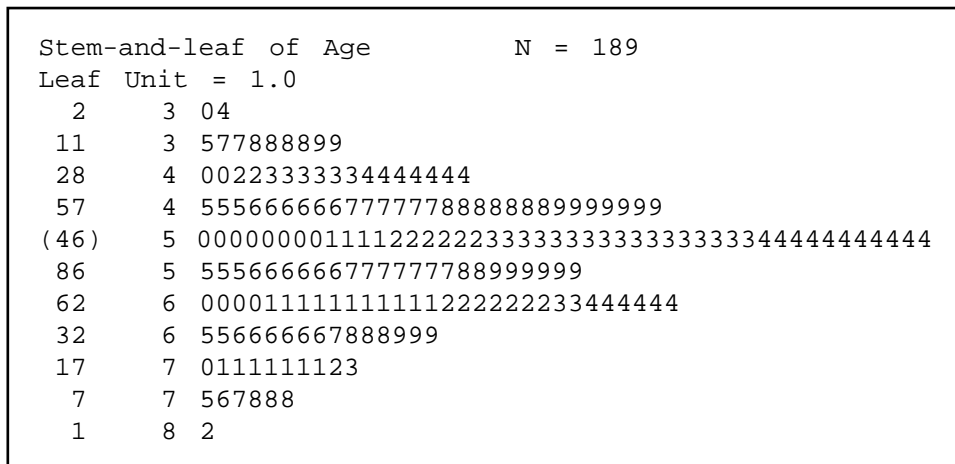 Stem-and-leaf of Age N = 189
Leaf Unit = 1.0
2 3 04
11 3 577888899
28 4 00223333334444444
57 4 55566666677777788888889999999
(46) 5 0000000011112222223333333333333333344444444444
86 5 555666666777777788999999
62 6 000011111111111222222233444444
32 6 556666667888999
17 7 0111111123
7 7 567888
1 8 2